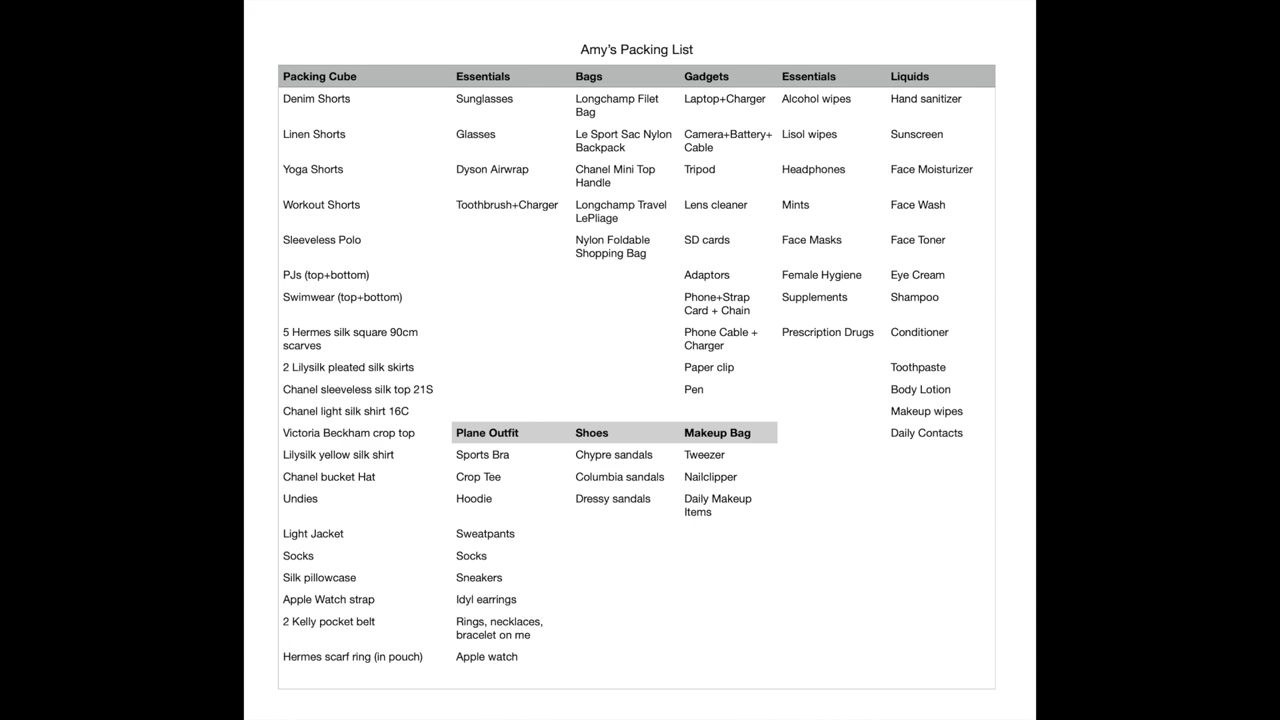 Amy’s Packing List
Packing Cube Essentials Bags Gadgets Essentials Liquids
Denim Shorts Sunglasses Longchamp Filet Laptop+Charger Alcohol wipes Hand sanitizer
Bag
Linen Shorts Glasses Le Sport Sac Nylon Camera+Battery+ Lisol wipes Sunscreen
Backpack Cable
Yoga Shorts Dyson Airwrap Chanel Mini Top Tripod Headphones Face Moisturizer
Handle
Workout Shorts Toothbrush+Charger Longchamp Travel Lens cleaner Mints Face Wash
LePliage
Sleeveless Polo Nylon Foldable SD cards Face Masks Face Toner
Shopping Bag
PJs (top+bottom) Adaptors Female Hygiene Eye Cream
Swimwear (top+bottom) Phone+Strap Supplements Shampoo
Card + Chain
5 Hermes silk square 90cm Phone Cable + Prescription Drugs Conditioner
scarves Charger
2 Lilysilk pleated silk skirts Paper clip Toothpaste
Chanel sleeveless silk top 21S Pen Body Lotion
Chanel light silk shirt 16C Makeup wipes
Victoria Beckham crop top Plane Outfit Shoes Makeup Bag Daily Contacts
Lilysilk yellow silk shirt Sports Bra Chypre sandals Tweezer
Chanel bucket Hat Crop Tee Columbia sandals Nailclipper
Undies Hoodie Dressy sandals Daily Makeup
Items
Light Jacket Sweatpants
Socks Socks
Silk pillowcase Sneakers
Apple Watch strap Idyl earrings
2 Kelly pocket belt Rings, necklaces,
bracelet on me
Hermes scarf ring (in pouch) Apple watch